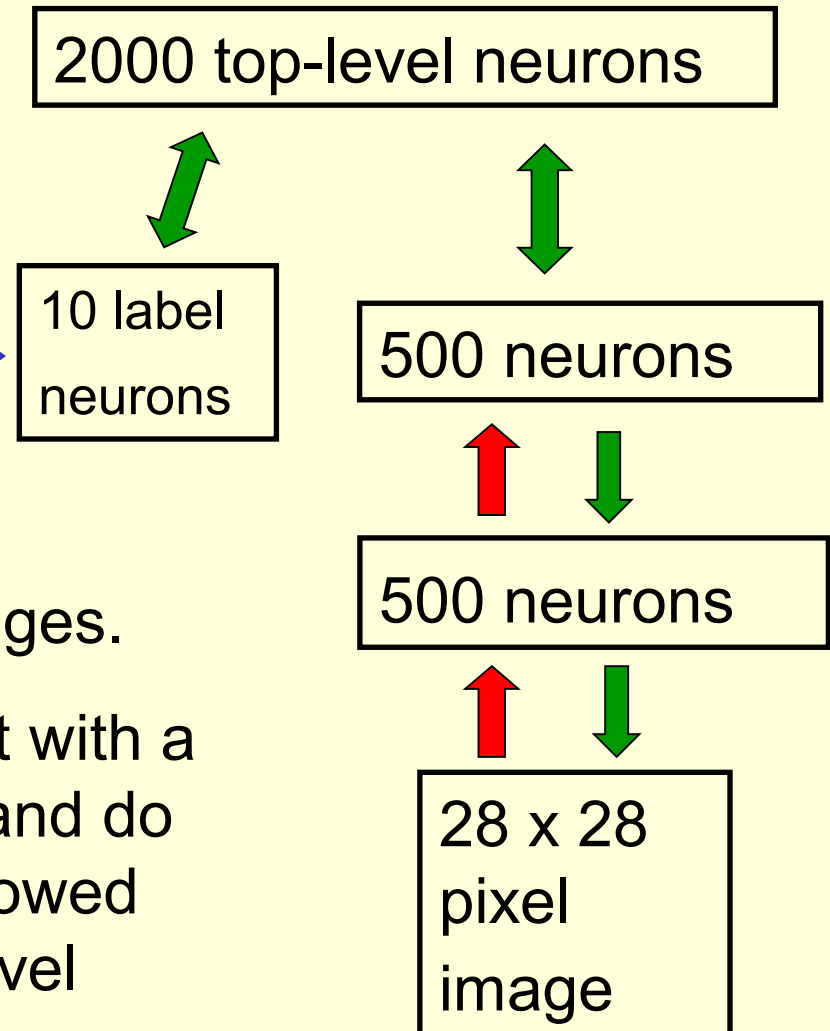 2000 top-level neurons
10 label
neurons
500 neurons
500 neurons
28 x 28
pixel
image
ges.
t with a
and do
owed
vel